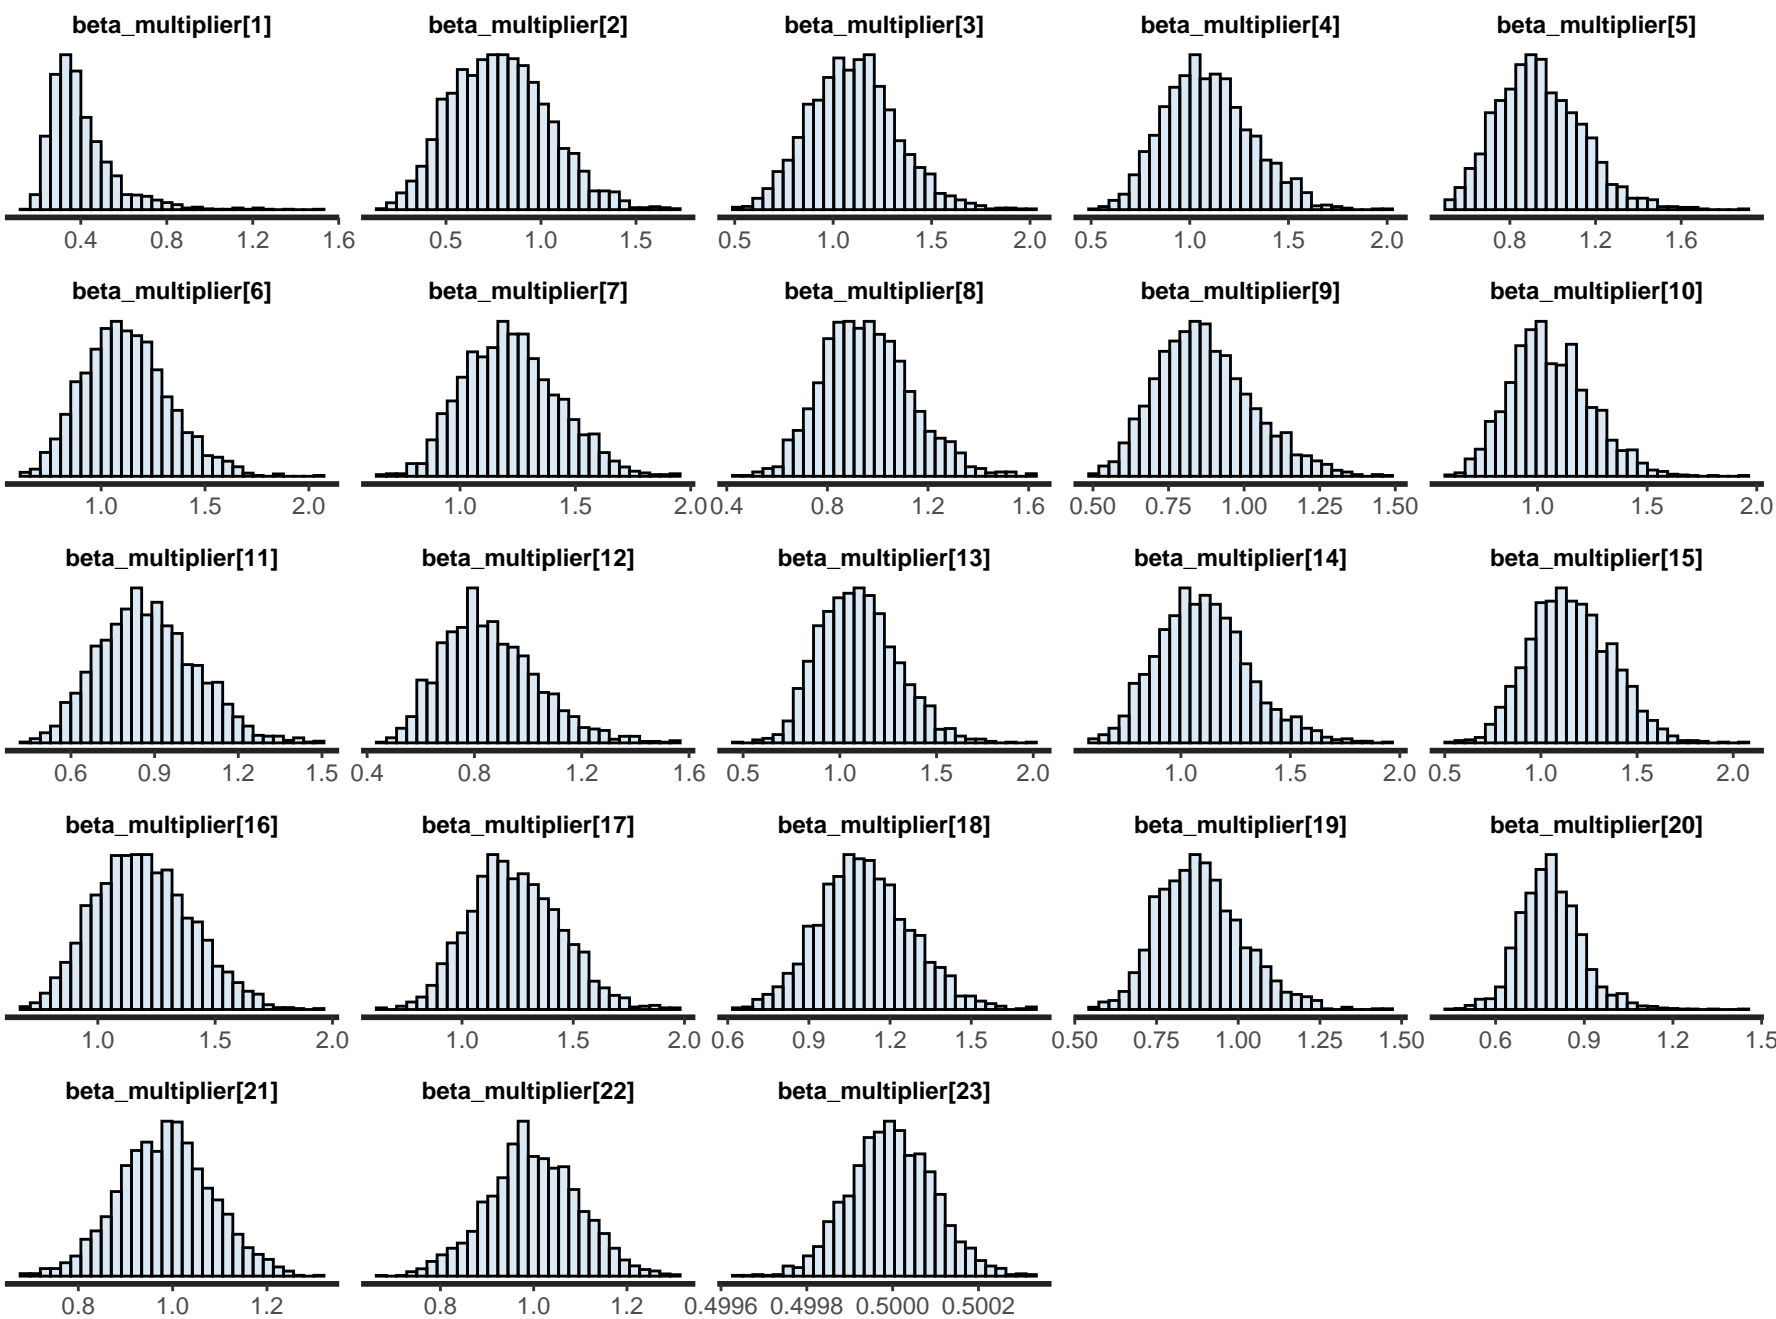 beta_multiplier[1] beta_multiplier[2] beta_multiplier[3] beta_multiplier[4] beta_multiplier[5]
0.4 0.8 1.2 1.6 0.5 1.0 1.5 0.5 1.0 1.5 2.0 0.5 1.0 1.5 2.0 0.8 1.2 1.6
beta_multiplier[6] beta_multiplier[7] beta_multiplier[8] beta_multiplier[9] beta_multiplier[10]
1.0 1.5 2.0 1.0 1.5 2.0 0.4 0.8 1.2 1.6 0.50 0.75 1.00 1.25 1.50 1.0 1.5 2.0
beta_multiplier[11] beta_multiplier[12] beta_multiplier[13] beta_multiplier[14] beta_multiplier[15]
0.6 0.9 1.2 1.5 0.4 0.8 1.2 1.6 0.5 1.0 1.5 2.0 1.0 1.5 2.0 0.5 1.0 1.5 2.0
beta_multiplier[16] beta_multiplier[17] beta_multiplier[18] beta_multiplier[19] beta_multiplier[20]
1.0 1.5 2.0 1.0 1.5 2.0 0.6 0.9 1.2 1.5 0.50 0.75 1.00 1.25 1.50 0.6 0.9 1.2 1.5
beta_multiplier[21] beta_multiplier[22] beta_multiplier[23]
0.8 1.0 1.2 0.8 1.0 1.2 0.4996 0.4998 0.5000 0.5002